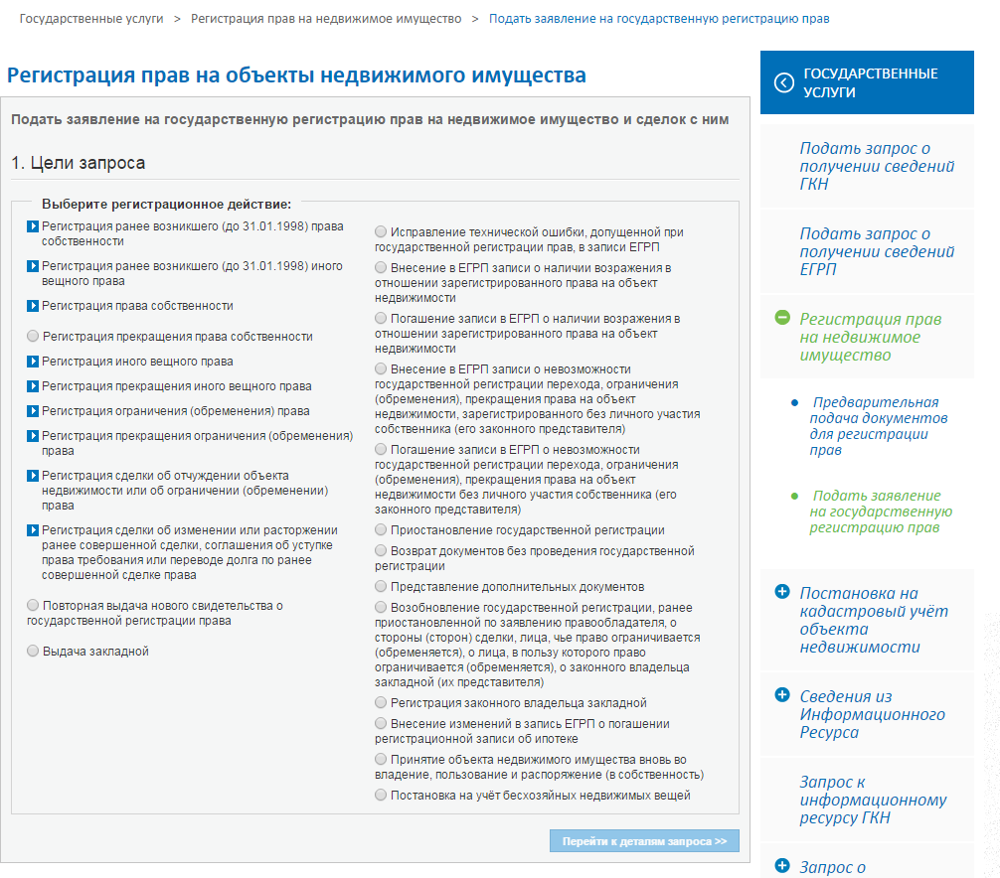 Государственные услуги > Регистрация прав на недвижимое имущество > Подать заявление на государственную регистрацию прав
Регистрация прав на объекты недвижимого имущества
Подать заявление на государственную регистрацию прав на недвижимое имущество и сделок с ним
1. Цели запроса
Выберите регистрационное действие:
Регистрация ранее возникшего (до 31.01.1998) права
собственности
Регистрация ранее возникшего (до 31.01.1998) иного
вещного права
Регистрация права собственности
Регистрация прекращения права собственности
Регистрация иного вещного права
Регистрация прекращения иного вещного права
Регистрация ограничения (обременения) права
Регистрация прекращения ограничения (обременения)
права
Регистрация сделки об отчуждении объекта
недвижимости или об ограничении (обременении)
права
Регистрация сделки об изменении или расторжении
ранее совершенной сделки, соглашения об уступке
права требования или переводе долга по ранее
совершенной сделке права
Повторная выдача нового свидетельства о
государственной регистрации права
Выдача закладной
Исправление технической ошибки, допущенной при
государственной регистрации прав, в записи ЕГРП
Внесение в ЕГРП записи о наличии возражения в
отношении зарегистрированного права на объект
недвижимости
Погашение записи в ЕГРП о наличии возражения в
отношении зарегистрированного права на объект
недвижимости
Внесение в ЕГРП записи о невозможности
государственной регистрации перехода, ограничения
(обременения), прекращения права на объект
недвижимости, зарегистрированного без личного участия
собственника (его законного представителя)
Погашение записи в ЕГРП о невозможности
государственной регистрации перехода, ограничения
(обременения), прекращения права на объект
недвижимости без личного участия собственника (его
законного представителя)
Приостановление государственной регистрации
Возврат документов без проведения государственной
регистрации
Представление дополнительных документов
Возобновление государственной регистрации, ранее
приостановленной по заявлению правообладателя, о
стороны (сторон) сделки, лица, чье право ограничивается
(обременяется), о лица, в пользу которого право
ограничивается (обременяется), о законного владельца
закладной (их представителя)
Регистрация законного владельца закладной
Внесение изменений в запись ЕГРП о погашении
регистрационной записи об ипотеке
Принятие объекта недвижимого имущества вновь во
владение, пользование и распоряжение (в собственность)
Постановка на учёт бесхозяйных недвижимых вещей
Перейти к деталям запроса >>
ГОСУДАРСТВЕННЫЕ
УСЛУГИ
Подать запрос о
получении сведений
ГКН
Подать запрос о
получении сведений
ЕГРП
Регистрация прав
на недвижимое
имущество
Предварительная
подача документов
для регистрации
прав
Подать заявление
на государственную
регистрацию прав
Постановка на
кадастровый учёт
объекта
недвижимости
Сведения из
Информационного
Ресурса
Запрос к
информационному
ресурсу ГКН
Запрос о